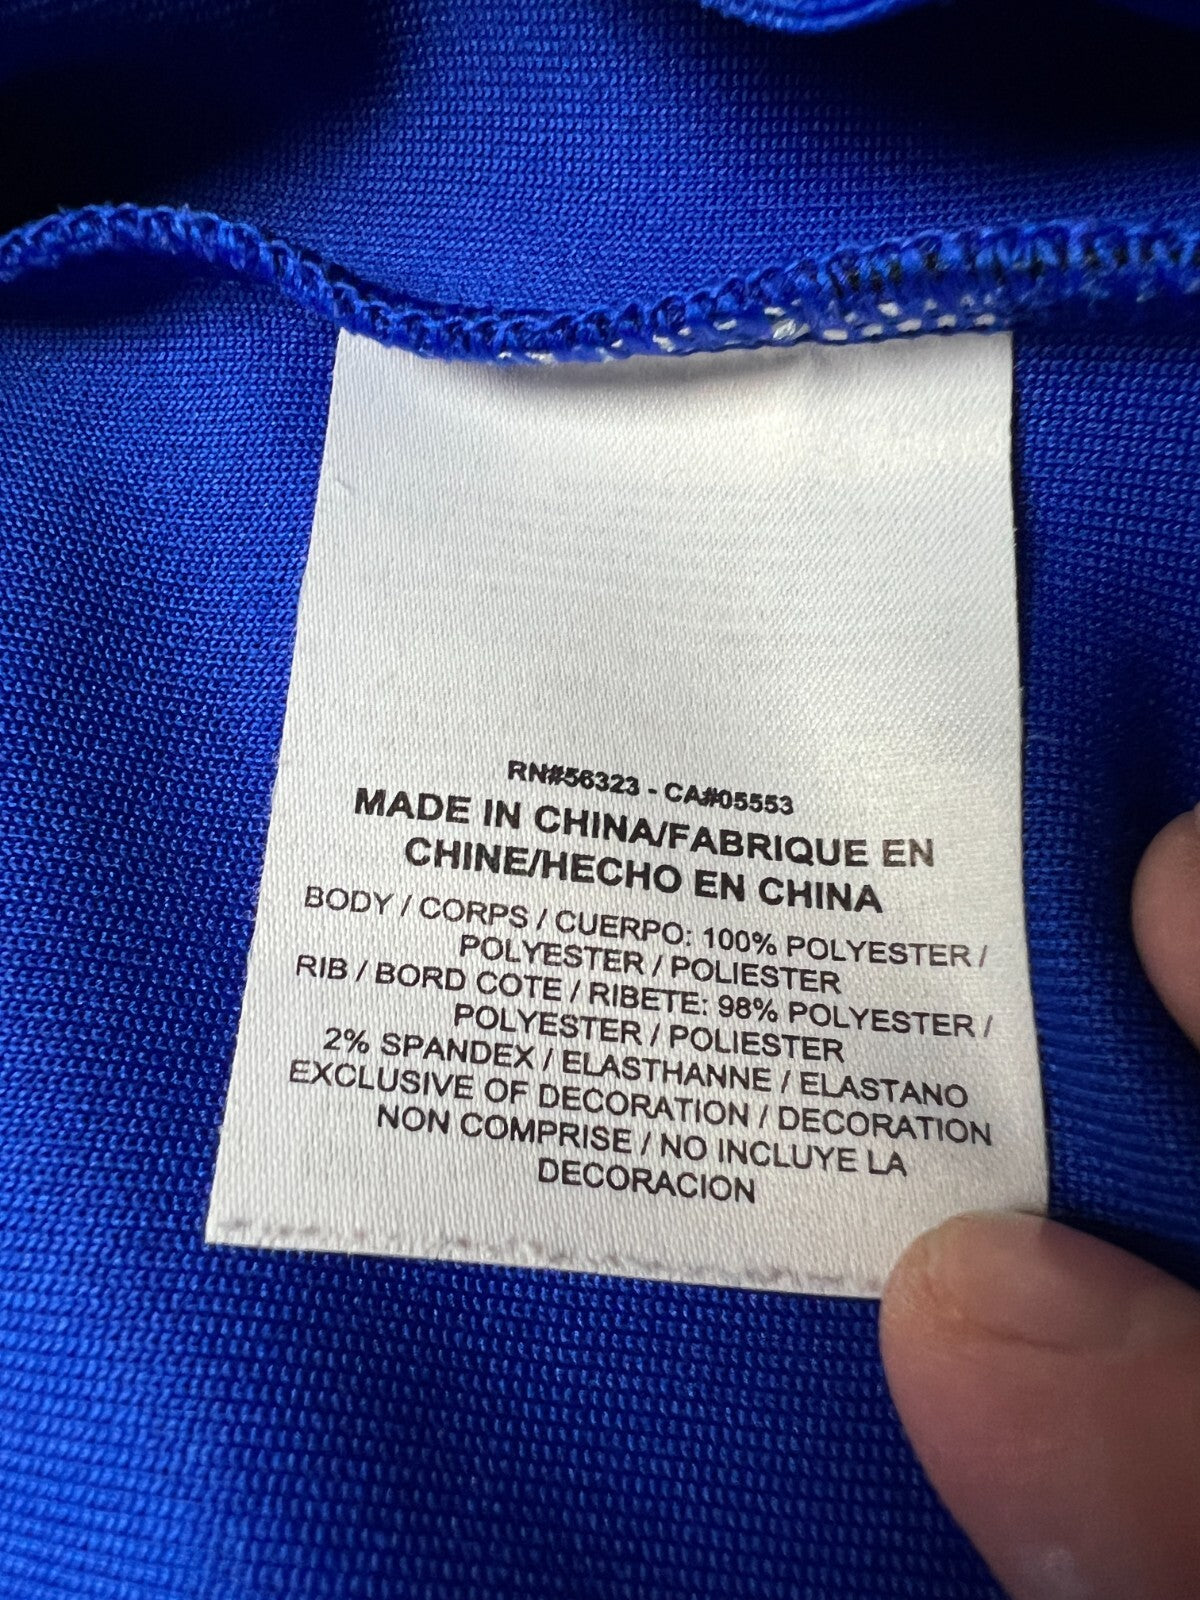 RN#56323 - CA#05553
MADE IN CHINA/FABRIQUE EN
CHINE/HECHO EN CHINA
BODY / CORPS / CUERPO: 100% POLYESTER /
POLYESTER / POLIESTER
RIB / BORD COTE / RIBETE: 98% POLYESTER /
POLYESTER / POLIESTER
2% SPANDEX / ELASTHANNE / ELASTANO
EXCLUSIVE OF DECORATION / DECORATION
NON COMPRISE / NO INCLUYE LA
DECORACION